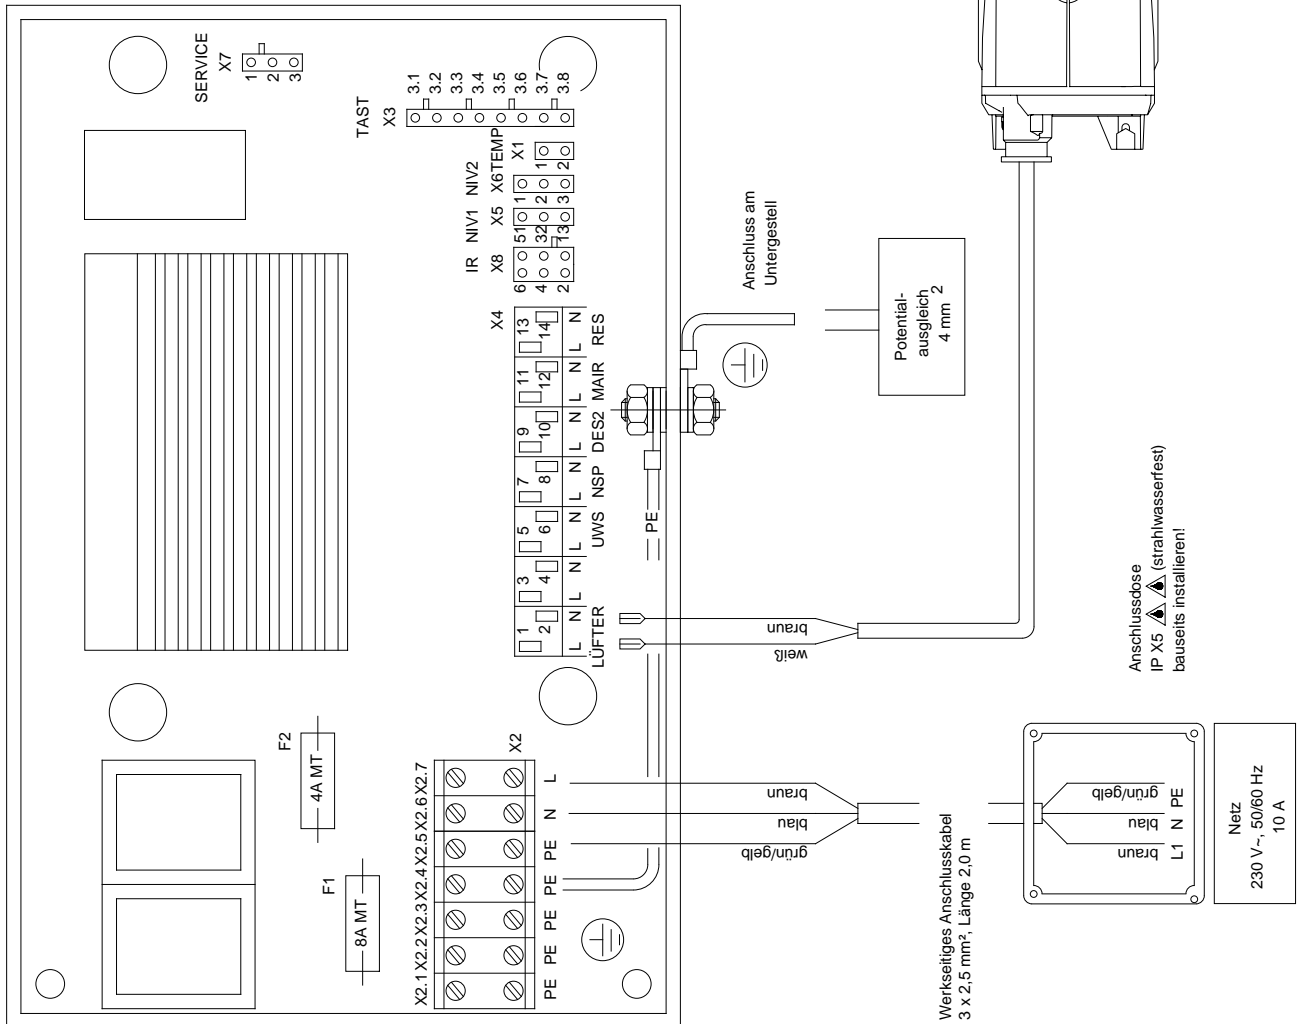 SERVICE
X7
1
2
3
TAST
X3
3.1
3.2
3.3
3.4
3.5
3.6
3.7
3.8
TEMP
X1
1
2
NIV2
X6
1
2
3
NIV1
X5
1
2
3
IR
X8
6 5
4 3
2 1
X4
1
2
L N
LÜFTER
3
4
L N
5
6
L N
UWS
7
8
L N
NSP
9
10
L N
DES2
11
12
L N
MAIR
13
14
L N
RES
F2
4A MT
F1
8A MT
X2
X2.1 X2.2 X2.3 X2.4 X2.5 X2.6 X2.7
PE PE PE PE PE N L
PE
Anschluss am
Untergestell
Potential-
ausgleich
4 mm 2
braun
weiß
braun
blau
grün/gelb
Werkseitiges Anschlusskabel
3 x 2,5 mm², Länge 2,0 m
Anschlussdose
IP X5 (strahlwasserfest)
bauseits installieren!
grün/gelb
blau
braun
L1 N PE
Netz
230 V~, 50/60 Hz
10 A